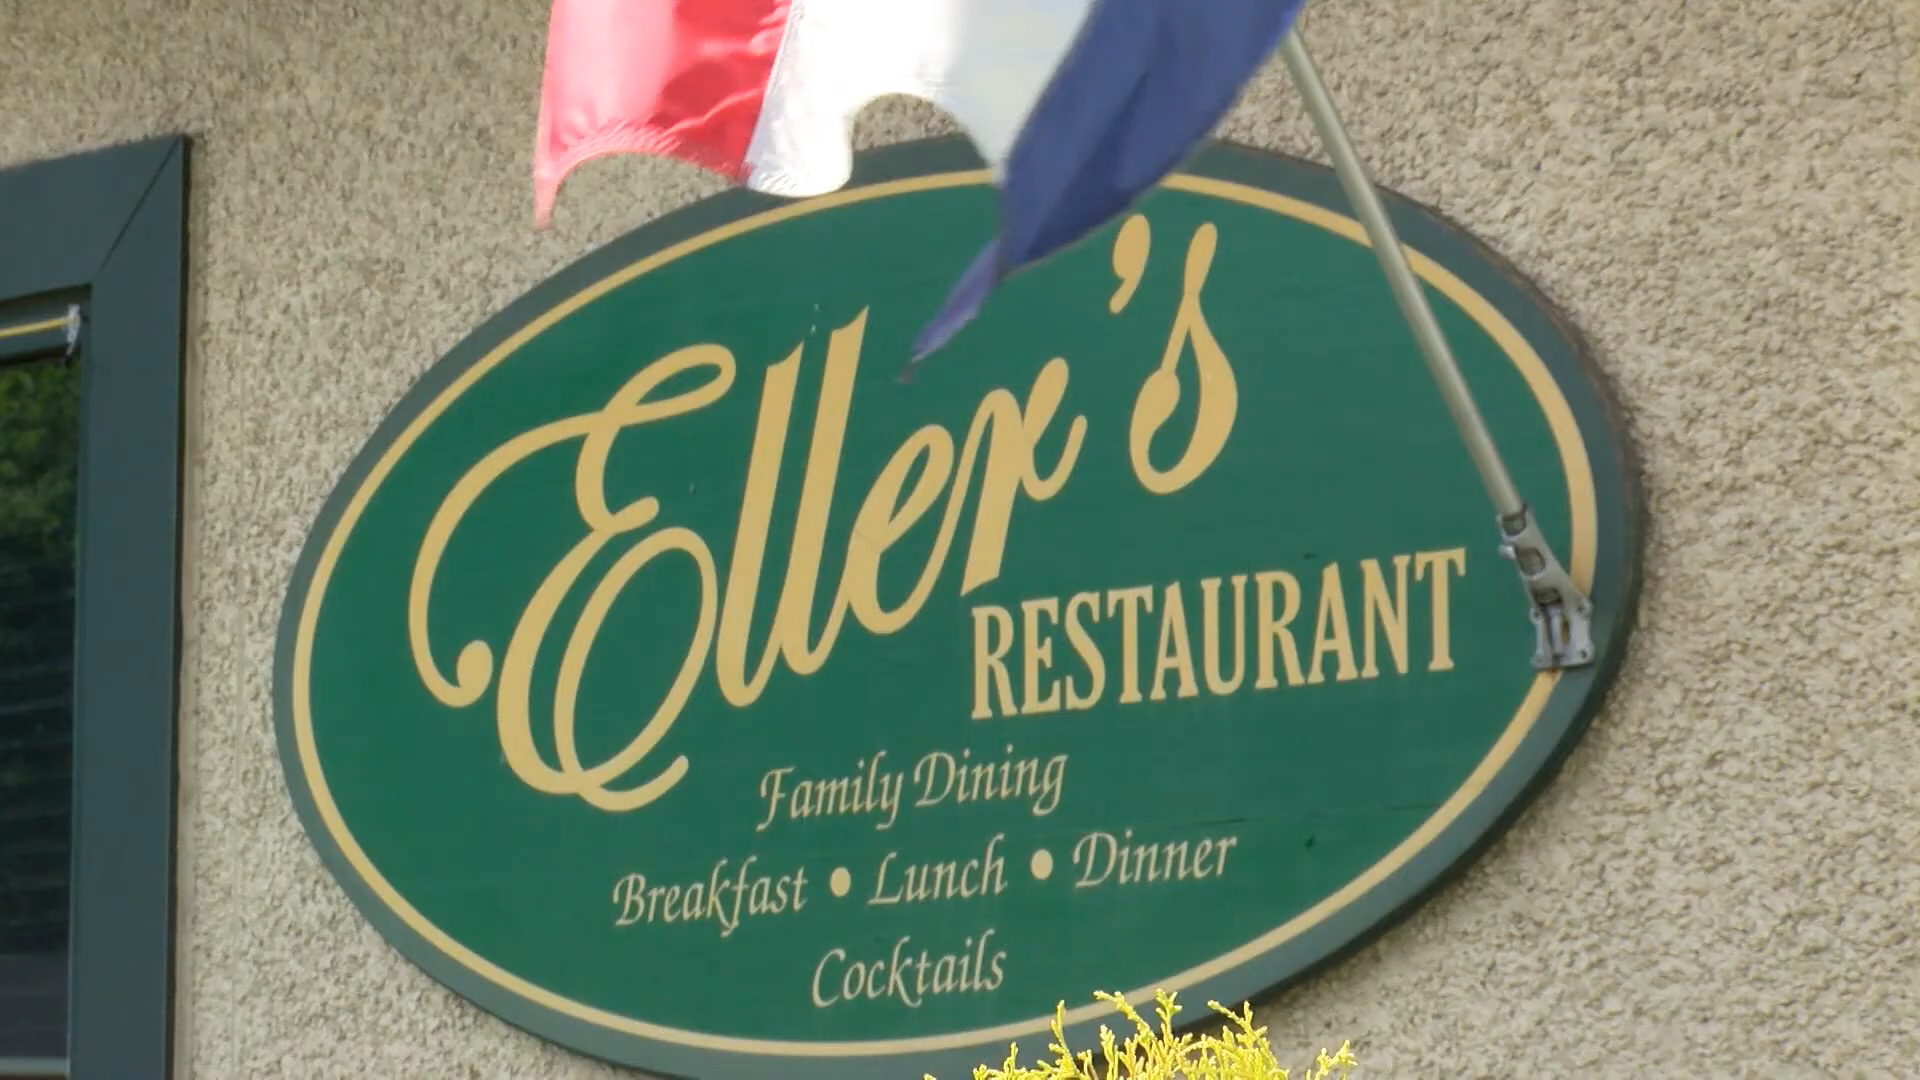 Eller's
RESTAURANT
Family Dining
Breakfast • Lunch • Dinner
Cocktails